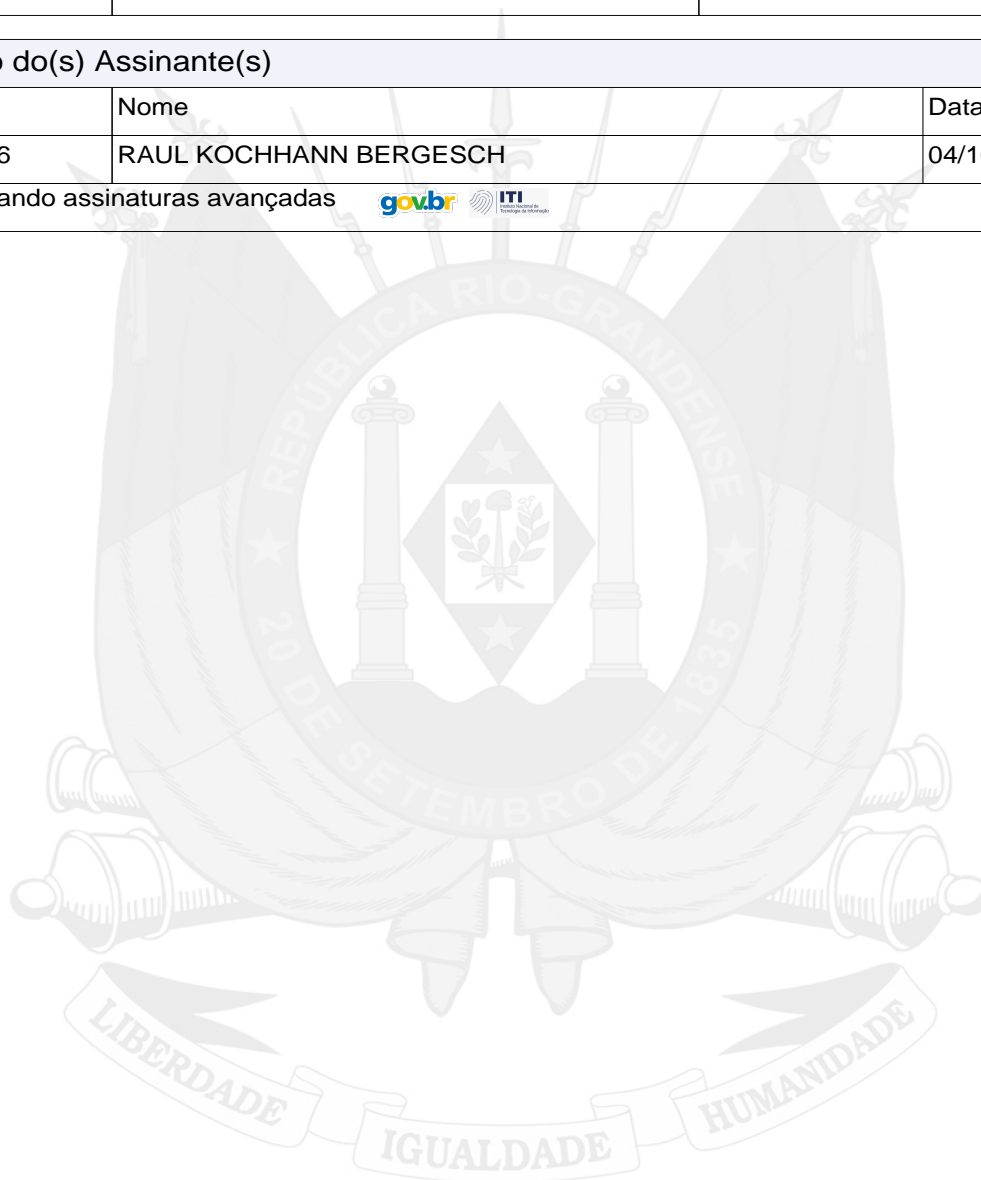 o do(s) Assinante(s)
Nome
Data
6
RAUL KOCHHANN BERGESCH
04/1
ando assinaturas avançadas
gov.br
ITI
REPÚBLICA RIO-GRANDENSE
20 DE SETEMBRO DE 1835
LIBERDADE
IGUALDADE
HUMANIDADE